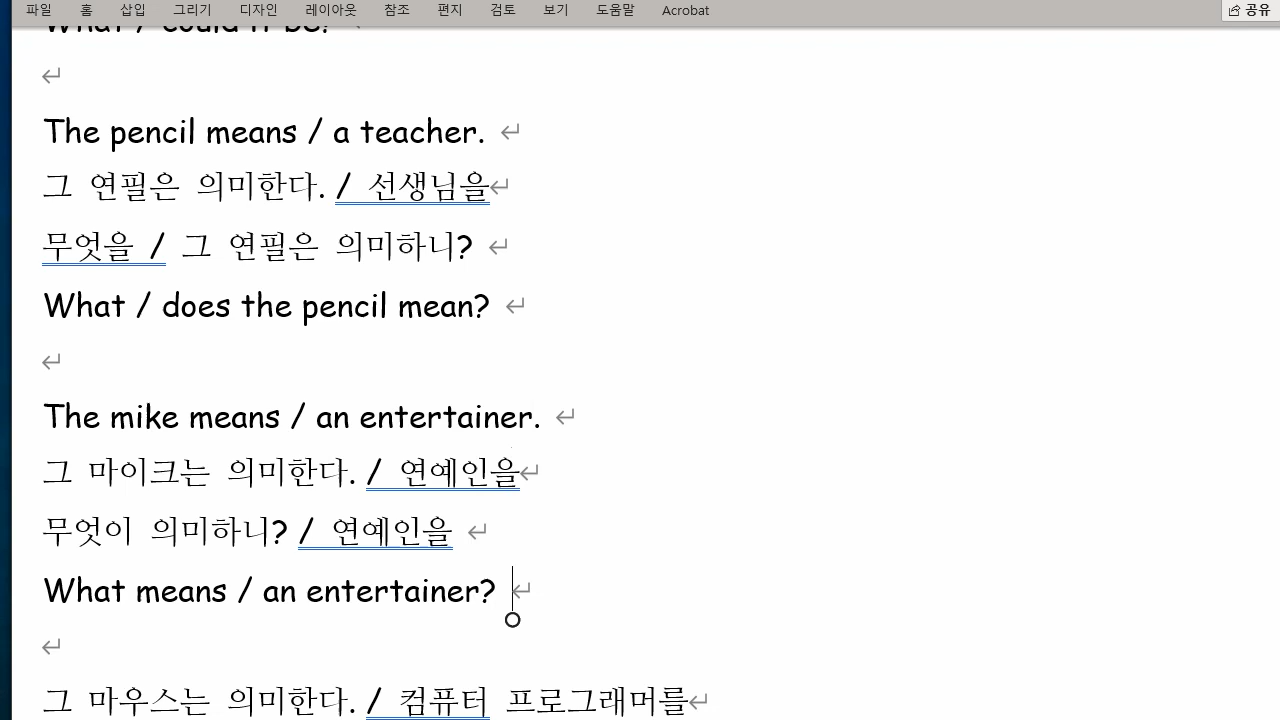 파일 홈 삽입 그리기 디자인 레이아웃 참조 편지 검토 보기 도움말 Acrobat 공유
What / could it be?
The pencil means / a teacher.
그 연필은 의미한다. / 선생님을
무엇을 / 그 연필은 의미하니?
What / does the pencil mean?
The mike means / an entertainer.
그 마이크는 의미한다. / 연예인을
무엇이 의미하니? / 연예인을
What means / an entertainer?
그 마우스는 의미한다. / 컴퓨터 프로그래머를